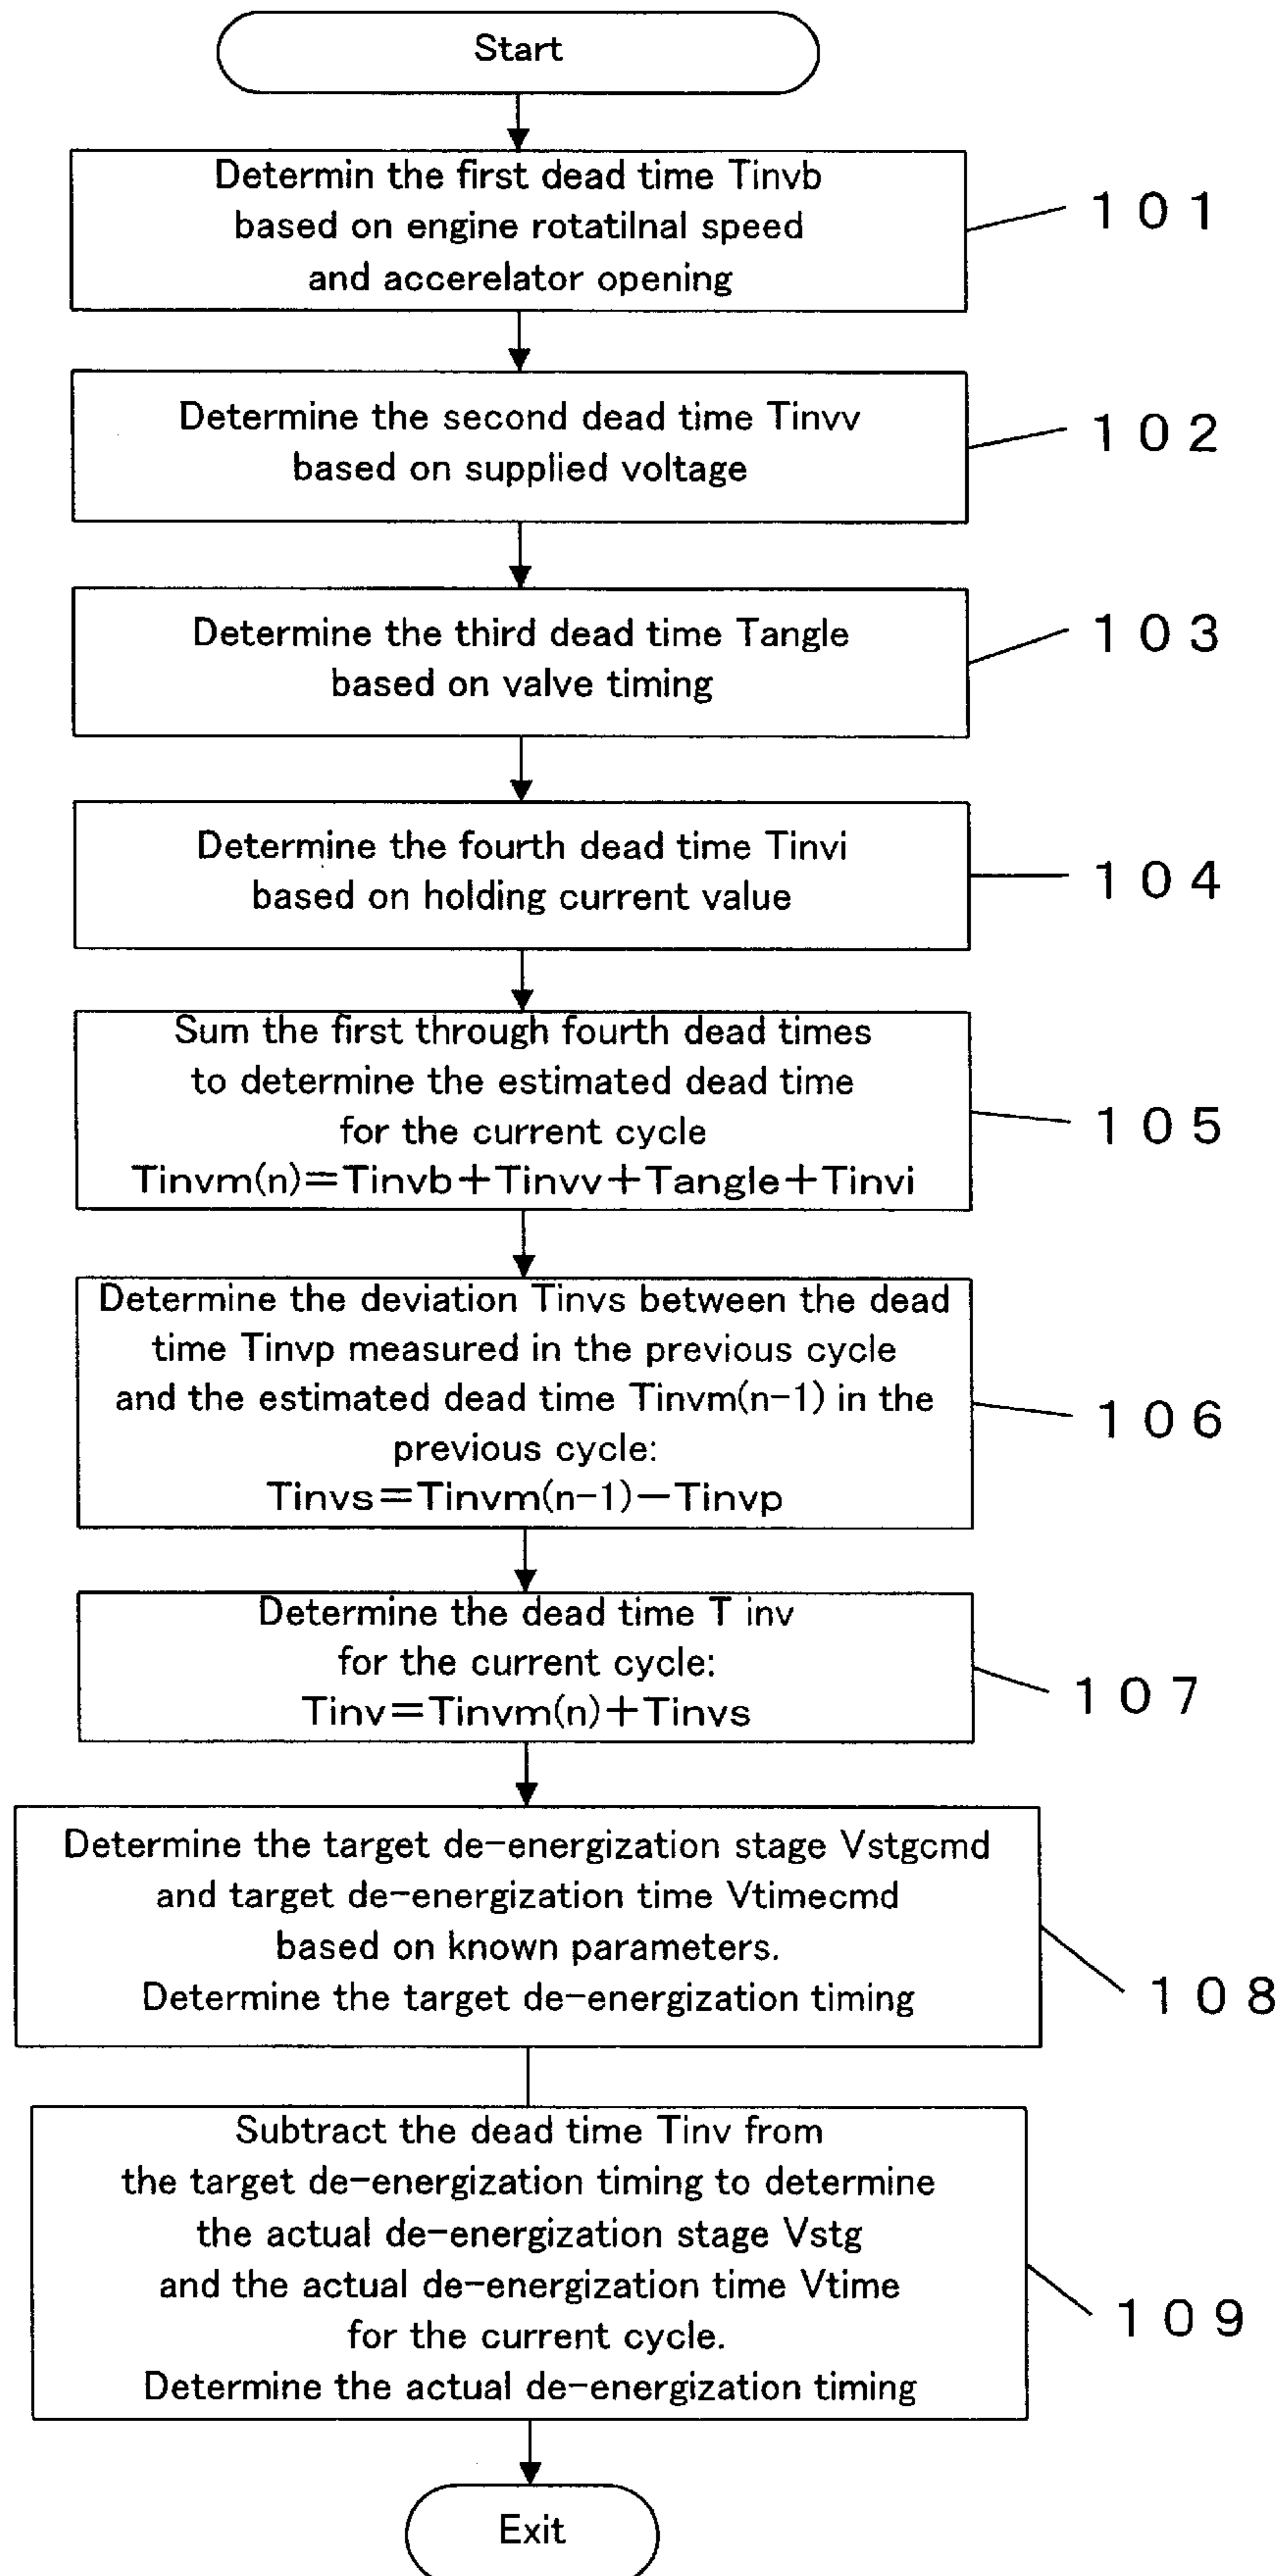 Start
Determin the first dead time Tinvb
based on engine rotatilnal speed
and accerelator opening
101
Determine the second dead time Tinvv
based on supplied voltage
102
Determine the third dead time Tangle
based on valve timing
103
Determine the fourth dead time Tinvi
based on holding current value
104
Sum the first through fourth dead times
to determine the estimated dead time
for the current cycle
Tinvm(n)=Tinvb+Tinvv+Tangle+Tinvi
105
Determine the deviation Tinvs between the dead
time Tinvp measured in the previous cycle
and the estimated dead time Tinvm(n-1) in the
previous cycle:
Tinvs=Tinvm(n-1)-Tinvp
106
Determine the dead time T inv
for the current cycle:
Tinv=Tinvm(n)+Tinvs
107
Determine the target de-energization stage Vstgcmd
and target de-energization time Vtimecmd
based on known parameters.
Determine the target de-energization timing
108
Subtract the dead time Tinv from
the target de-energization timing to determine
the actual de-energization stage Vstg
and the actual de-energization time Vtime
for the current cycle.
Determine the actual de-energization timing
109
Exit